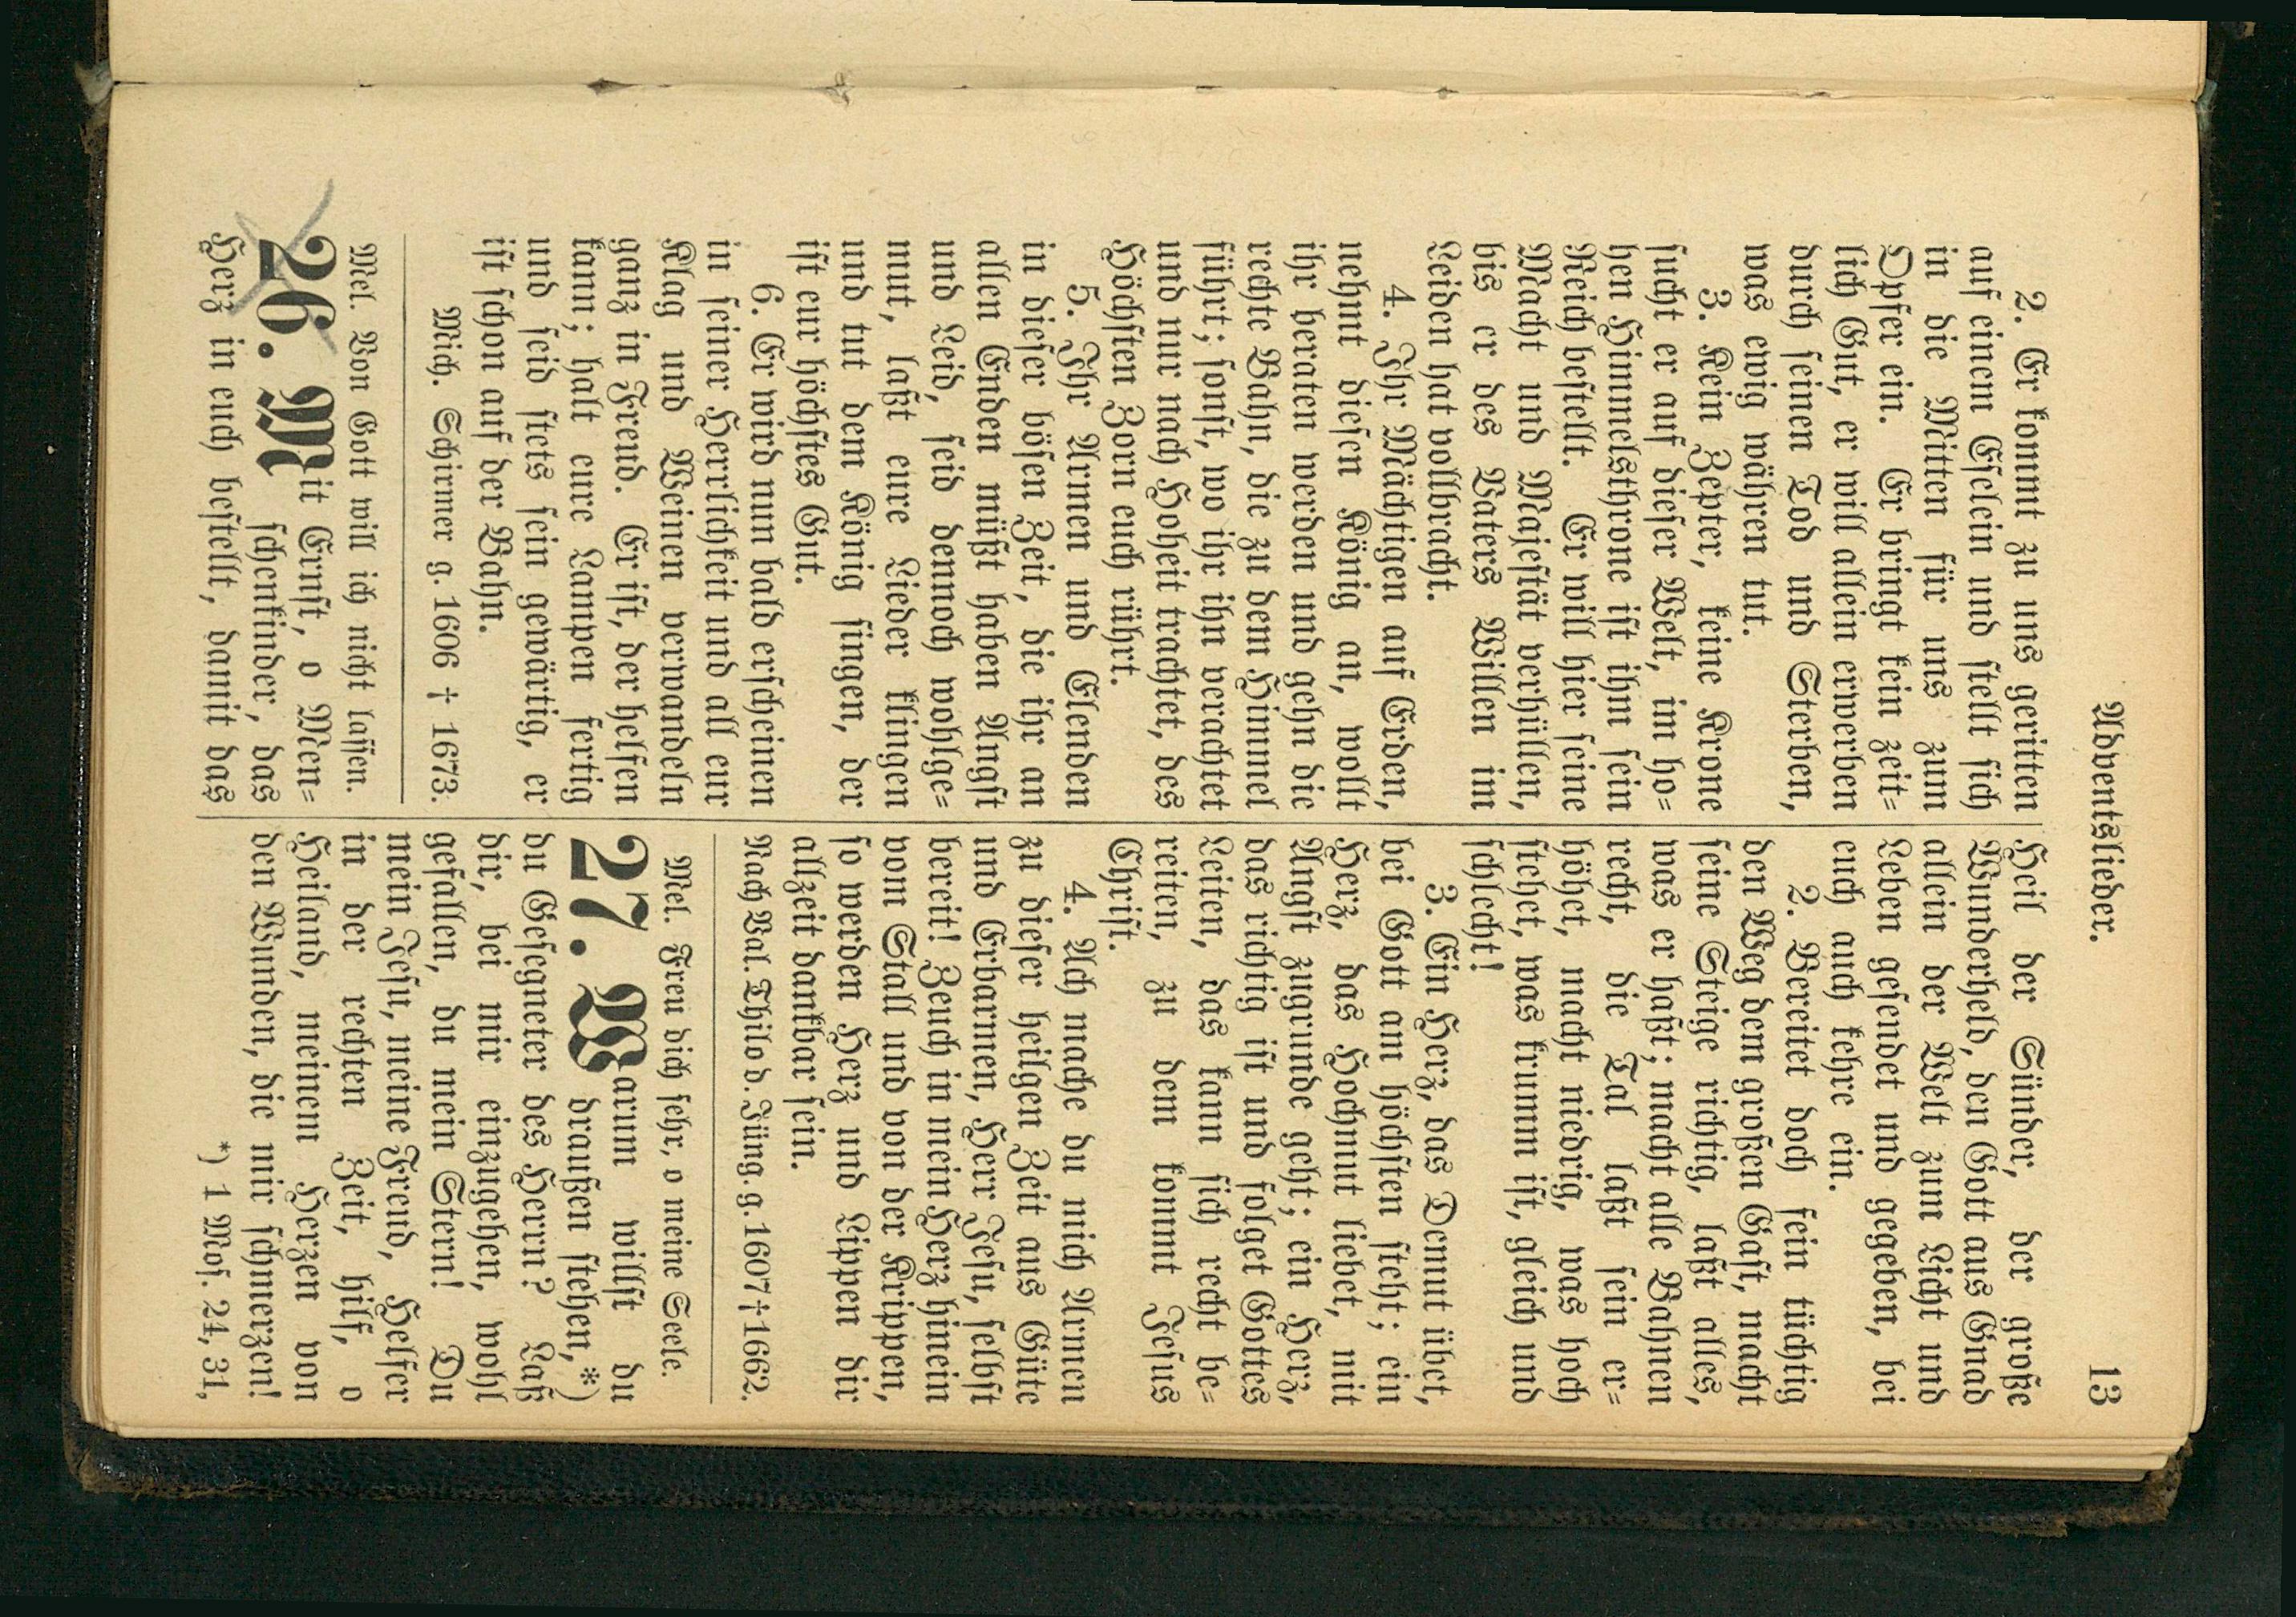 Adventslieder. 13
2. Er kommt zu uns geritten
auf einem Eselein und stellt sich
in die Mitten für uns zum
Opfer ein. Er bringt kein zeit=
lich Gut, er will allein erwerben
durch seinen Tod und Sterben,
was ewig währen tut.
3. Kein Zepter, keine Krone
sucht er auf dieser Welt, im ho=
hen Himmelsthrone ist ihm sein
Reich bestellt. Er will hier seine
Macht und Majestät verhüllen,
bis er des Vaters Willen im
Leiden hat vollbracht.
4. Ihr Mächtigen auf Erden,
nehmt diesen König an, wollt
ihr beraten werden und gehn die
rechte Bahn, die zu dem Himmel
führt; sonst, wo ihr ihn verachtet
und nur nach Hoheit trachtet, des
Höchsten Zorn euch rührt.
5. Ihr Armen und Elenden
in dieser bösen Zeit, die ihr an
allen Enden müßt haben Angst
und Leid, seid dennoch wohlge=
mut, laßt eure Lieder klingen
und tut dem König singen, der
ist eur höchstes Gut.
6. Er wird nun bald erscheinen
in seiner Herrlichkeit und all eur
Klag und Weinen verwandeln
ganz in Freud. Er ist, der helfen
kann; halt eure Lampen fertig
und seid stets sein gewärtig, er
ist schon auf der Bahn.
Mich. Schirmer g. 1606 † 1673.
Mel. Von Gott will ich nicht lassen.
26. Mit Ernst, o Men=
schenkinder, das
Herz in euch bestellt, damit das
Heil der Sünder, der große
Wunderheld, den Gott aus Gnad
allein der Welt zum Licht und
Leben gesendet und gegeben, bei
euch auch kehre ein.
2. Bereitet doch fein tüchtig
den Weg dem großen Gast, macht
seine Steige richtig, laßt alles,
was er haßt; macht alle Bahnen
recht, die Tal laßt sein er=
höhet, macht niedrig, was hoch
stehet, was krumm ist, gleich und
schlecht!
3. Ein Herz, das Demut übet,
bei Gott am höchsten steht; ein
Herz, das Hochmut liebet, mit
Angst zugrunde geht; ein Herz,
das richtig ist und folget Gottes
Leiten, das kann sich recht be=
reiten, zu dem kommt Jesus
Christ.
4. Ach mache du mich Armen
zu dieser heilgen Zeit aus Güte
und Erbarmen, Herr Jesu, selbst
bereit! Zeuch in mein Herz hinein
vom Stall und von der Krippen,
so werden Herz und Lippen dir
allzeit dankbar sein.
Nach Val. Thilo d. Jüng. g. 1607 † 1662.
Mel. Freu dich sehr, o meine Seele.
27. Warum willst du
draußen stehen, *)
du Gesegneter des Herrn? Laß
dir, bei mir einzugehen, wohl
gefallen, du mein Stern! Du
mein Jesu, meine Freud, Helfer
in der rechten Zeit, hilf, o
Heiland, meinem Herzen von
den Wunden, die mir schmerzen!
*) 1 Mos. 24, 31,